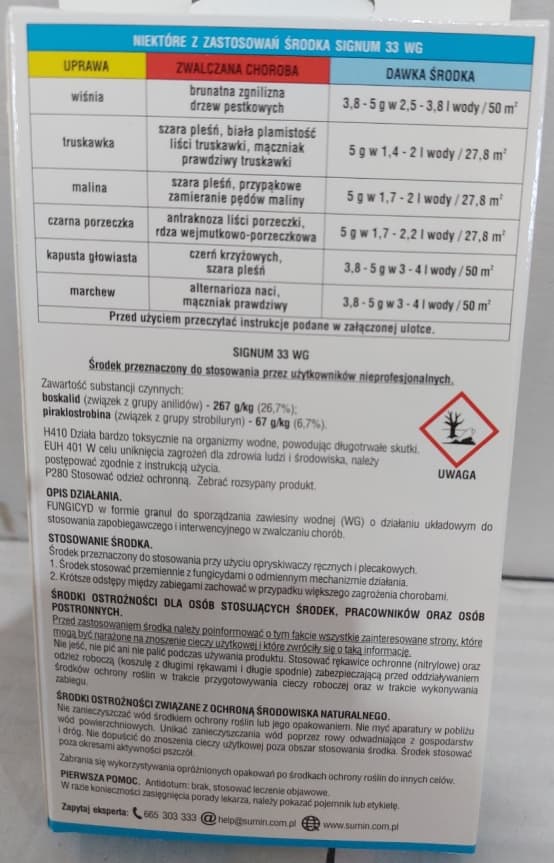 NIEKTÓRE Z ZASTOSOWAŃ ŚRODKA SIGNUM 33 WG
UPRAWA ZWALCZANA CHOROBA DAWKA ŚRODKA
wiśnia brunatna zgnilizna drzew pestkowych 3,8 - 5 g w 2,5 - 3,8 l wody / 50 m²
truskawka szara pleśń, biała plamistość liści truskawki, mączniak prawdziwy truskawki 5 g w 1,4 - 2 l wody / 27,8 m²
malina szara pleśń, przypąkowe zamieranie pędów maliny 5 g w 1,7 - 2 l wody / 27,8 m²
czarna porzeczka antraknoza liści porzeczki, rdza wejmutkowo-porzeczkowa 5 g w 1,7 - 2,2 l wody / 27,8 m²
kapusta głowiasta czerń krzyżowych, szara pleśń 3,8 - 5 g w 3 - 4 l wody / 50 m²
marchew alternarioza naci, mączniak prawdziwy 3,8 - 5 g w 3 - 4 l wody / 50 m²
Przed użyciem przeczytać instrukcje podane w załączonej ulotce.
SIGNUM 33 WG
Środek przeznaczony do stosowania przez użytkowników nieprofesjonalnych.
Zawartość substancji czynnych:
boskalid (związek z grupy anilidów) - 267 g/kg (26,7%);
piraklostrobina (związek z grupy strobiluryn) - 67 g/kg (6,7%).
H410 Działa bardzo toksycznie na organizmy wodne, powodując długotrwałe skutki.
EUH 401 W celu uniknięcia zagrożeń dla zdrowia ludzi i środowiska, należy
postępować zgodnie z instrukcją użycia.
P280 Stosować odzież ochronną. Zebrać rozsypany produkt.
UWAGA
OPIS DZIAŁANIA.
FUNGICYD w formie granul do sporządzania zawiesiny wodnej (WG) o działaniu układowym do
stosowania zapobiegawczego i interwencyjnego w zwalczaniu chorób.
STOSOWANIE ŚRODKA.
Środek przeznaczony do stosowania przy użyciu opryskiwaczy ręcznych i plecakowych.
1. Środek stosować przemiennie z fungicydami o odmiennym mechanizmie działania.
2. Krótsze odstępy między zabiegami zachować w przypadku większego zagrożenia chorobami.
ŚRODKI OSTROŻNOŚCI DLA OSÓB STOSUJĄCYCH ŚRODEK, PRACOWNIKÓW ORAZ OSÓB
POSTRONNYCH.
Przed zastosowaniem środka należy poinformować o tym fakcie wszystkie zainteresowane strony, które
mogą być narażone na znoszenie cieczy użytkowej i które zwróciły się o taką informację.
Nie jeść, nie pić ani nie palić podczas używania produktu. Stosować rękawice ochronne (nitrylowe) oraz
odzież roboczą (koszulę z długimi rękawami i długie spodnie) zabezpieczającą przed oddziaływaniem
środków ochrony roślin w trakcie przygotowywania cieczy roboczej oraz w trakcie wykonywania
zabiegu.
ŚRODKI OSTROŻNOŚCI ZWIĄZANE Z OCHRONĄ ŚRODOWISKA NATURALNEGO.
Nie zanieczyszczać wód środkiem ochrony roślin lub jego opakowaniem. Nie myć aparatury w pobliżu
wód powierzchniowych. Unikać zanieczyszczania wód poprzez rowy odwadniające z gospodarstw
i dróg. Nie dopuścić do znoszenia cieczy użytkowej poza obszar stosowania środka. Środek stosować
poza okresami aktywności pszczół.
Zabrania się wykorzystywania opróżnionych opakowań po środkach ochrony roślin do innych celów.
PIERWSZA POMOC. Antidotum: brak, stosować leczenie objawowe.
W razie konieczności zasięgnięcia porady lekarza, należy pokazać pojemnik lub etykietę.
Zapytaj eksperta: 665 303 333 @ help@sumin.com.pl www.sumin.com.pl